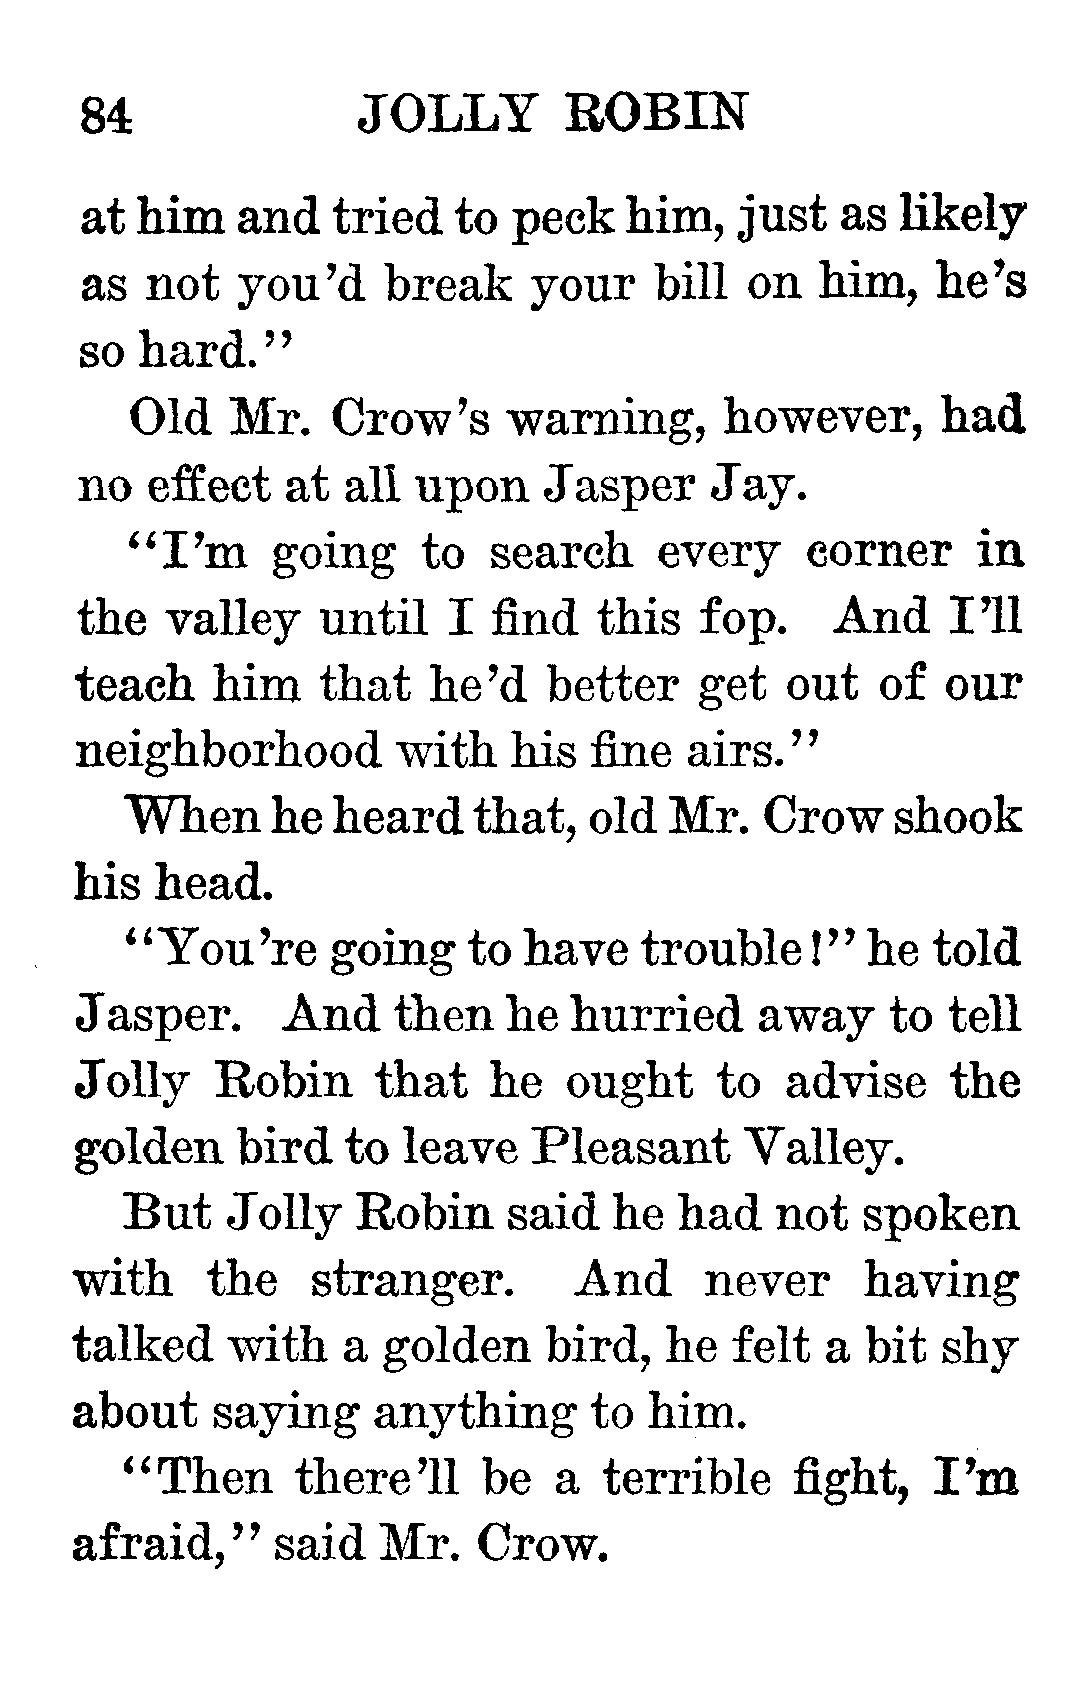 84 JOLLY ROBIN
at him and tried to peck him, just as likely
as not you'd break your bill on him, he's
so hard."
Old Mr. Crow's warning, however, had
no effect at all upon Jasper Jay.
"I'm going to search every corner in
the valley until I find this fop. And I'll
teach him that he'd better get out of our
neighborhood with his fine airs."
When he heard that, old Mr. Crow shook
his head.
"You're going to have trouble!" he told
Jasper. And then he hurried away to tell
Jolly Robin that he ought to advise the
golden bird to leave Pleasant Valley.
But Jolly Robin said he had not spoken
with the stranger. And never having
talked with a golden bird, he felt a bit shy
about saying anything to him.
"Then there'll be a terrible fight, I'm
afraid," said Mr. Crow.